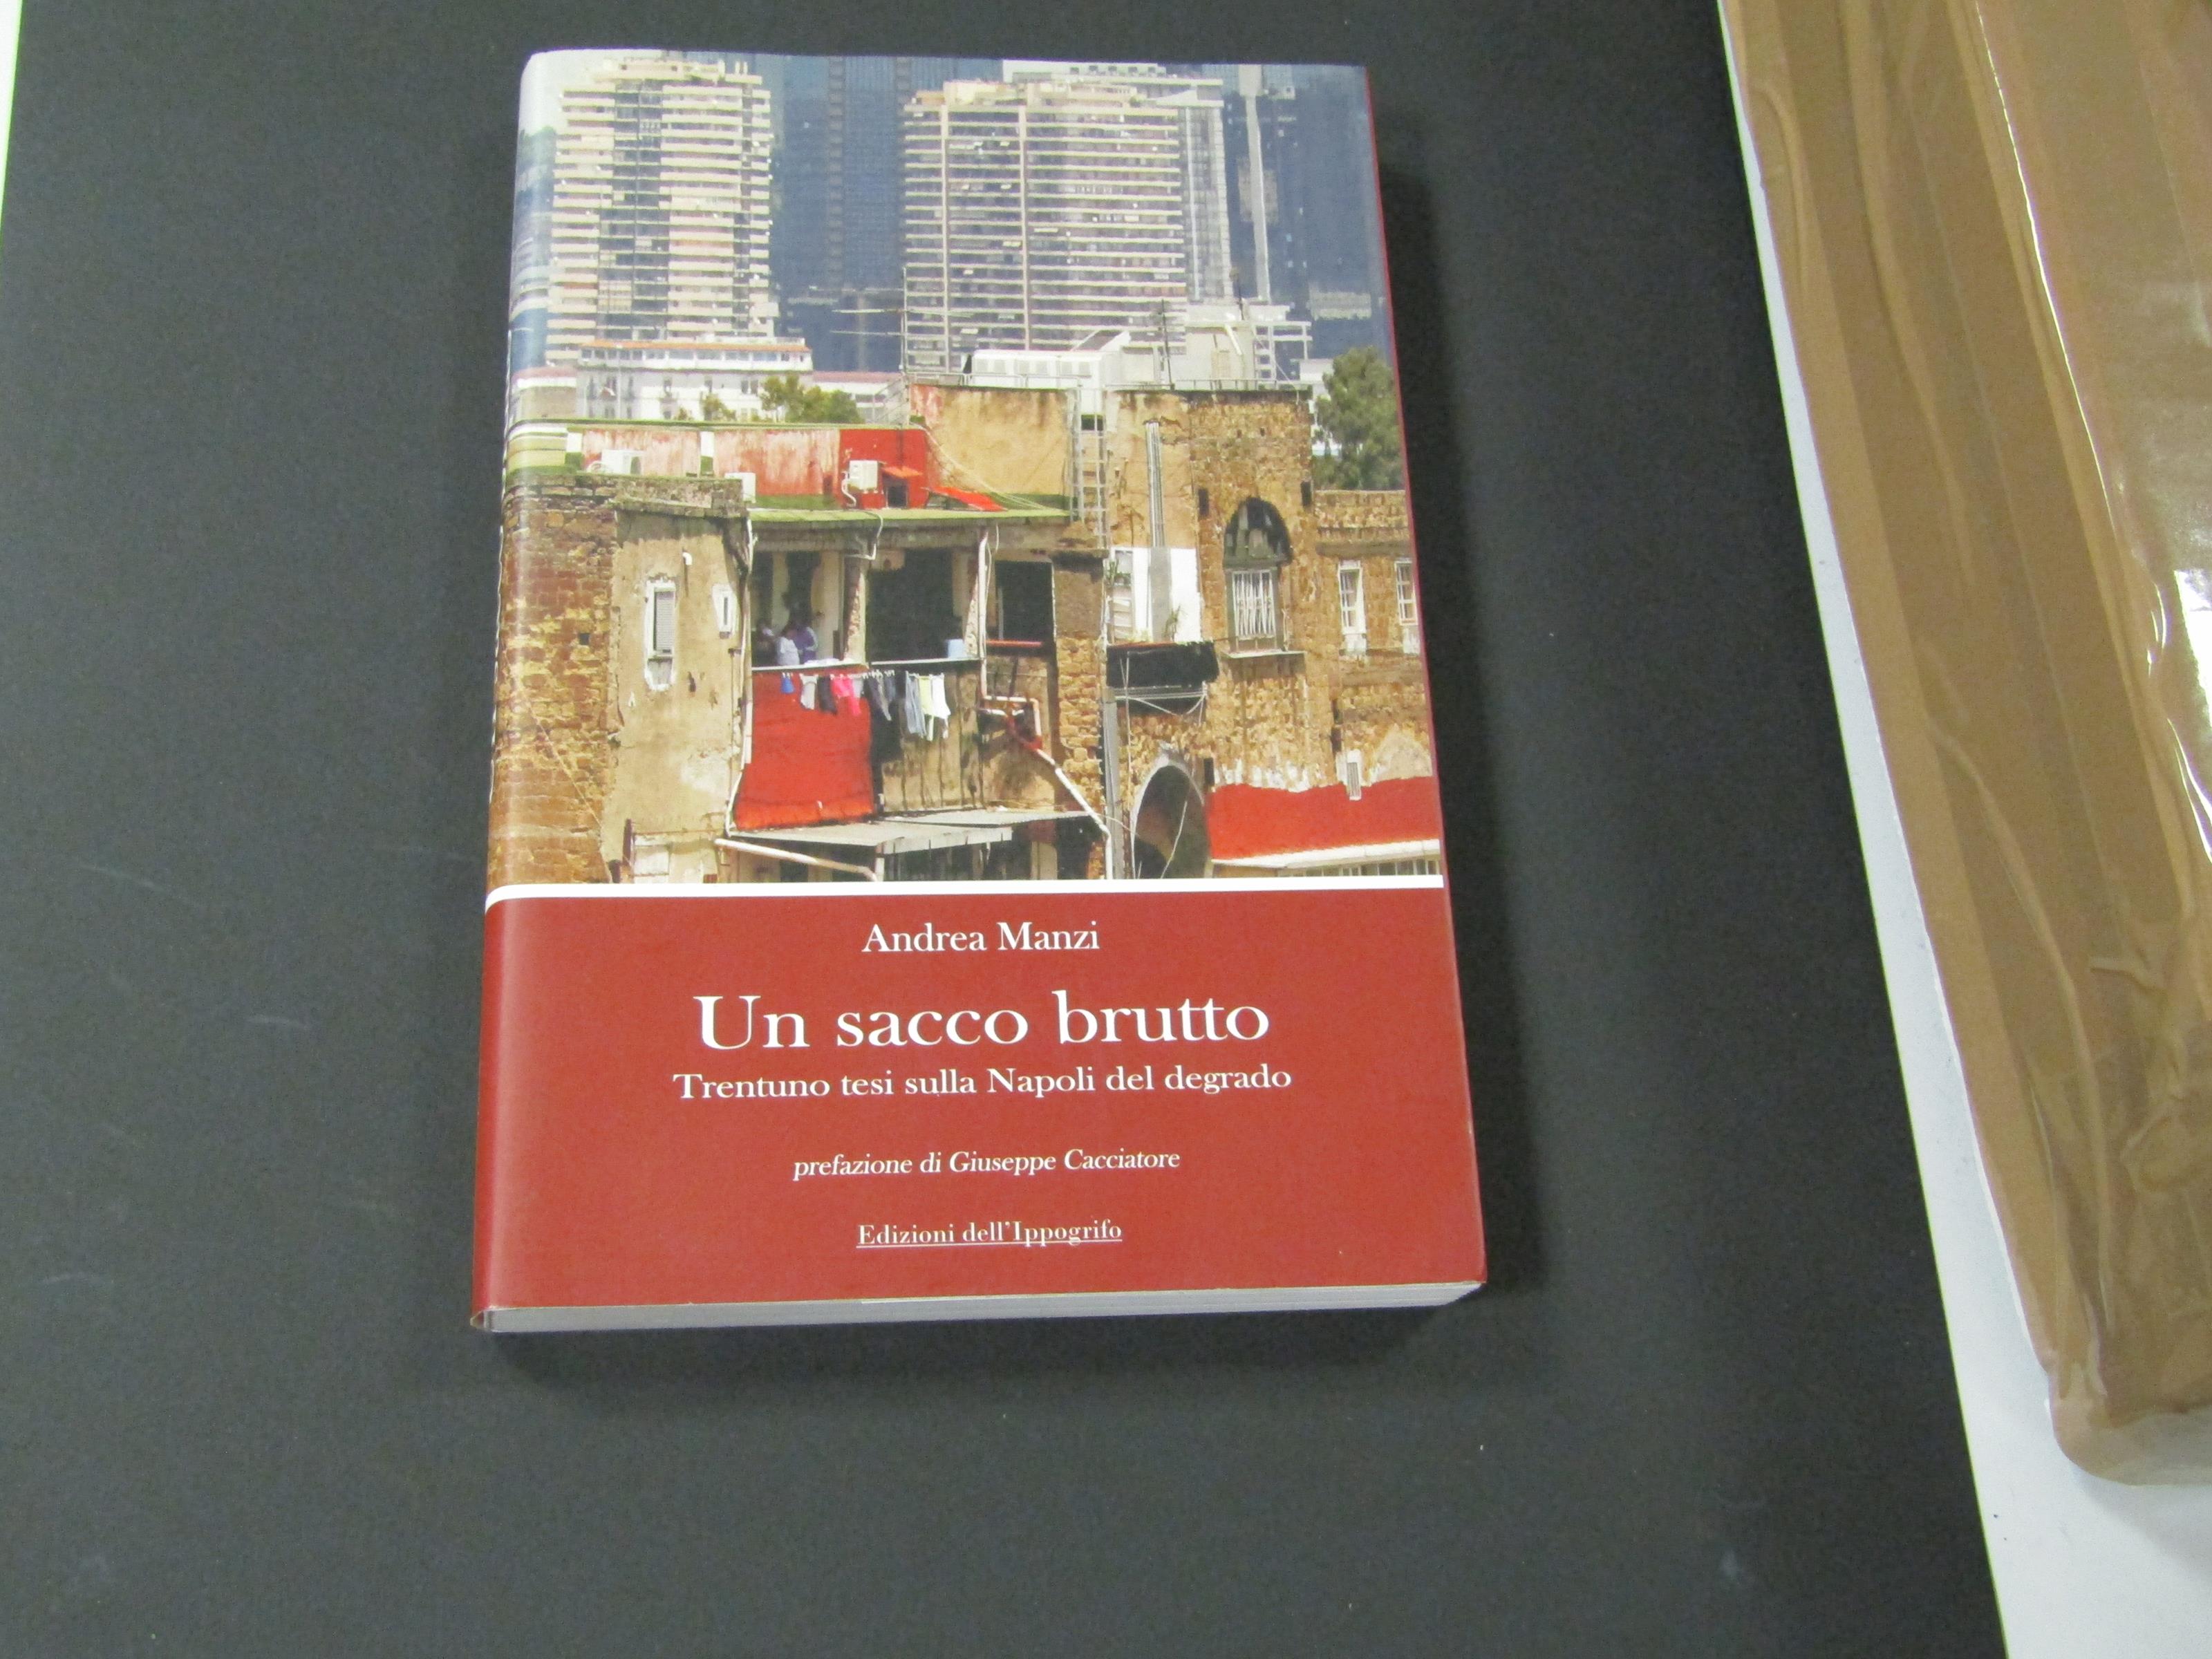 Andrea Manzi
Un sacco brutto
Trentuno tesi sulla Napoli del degrado
prefazione di Giuseppe Cacciatore
Edizioni dell'Ippogrifo